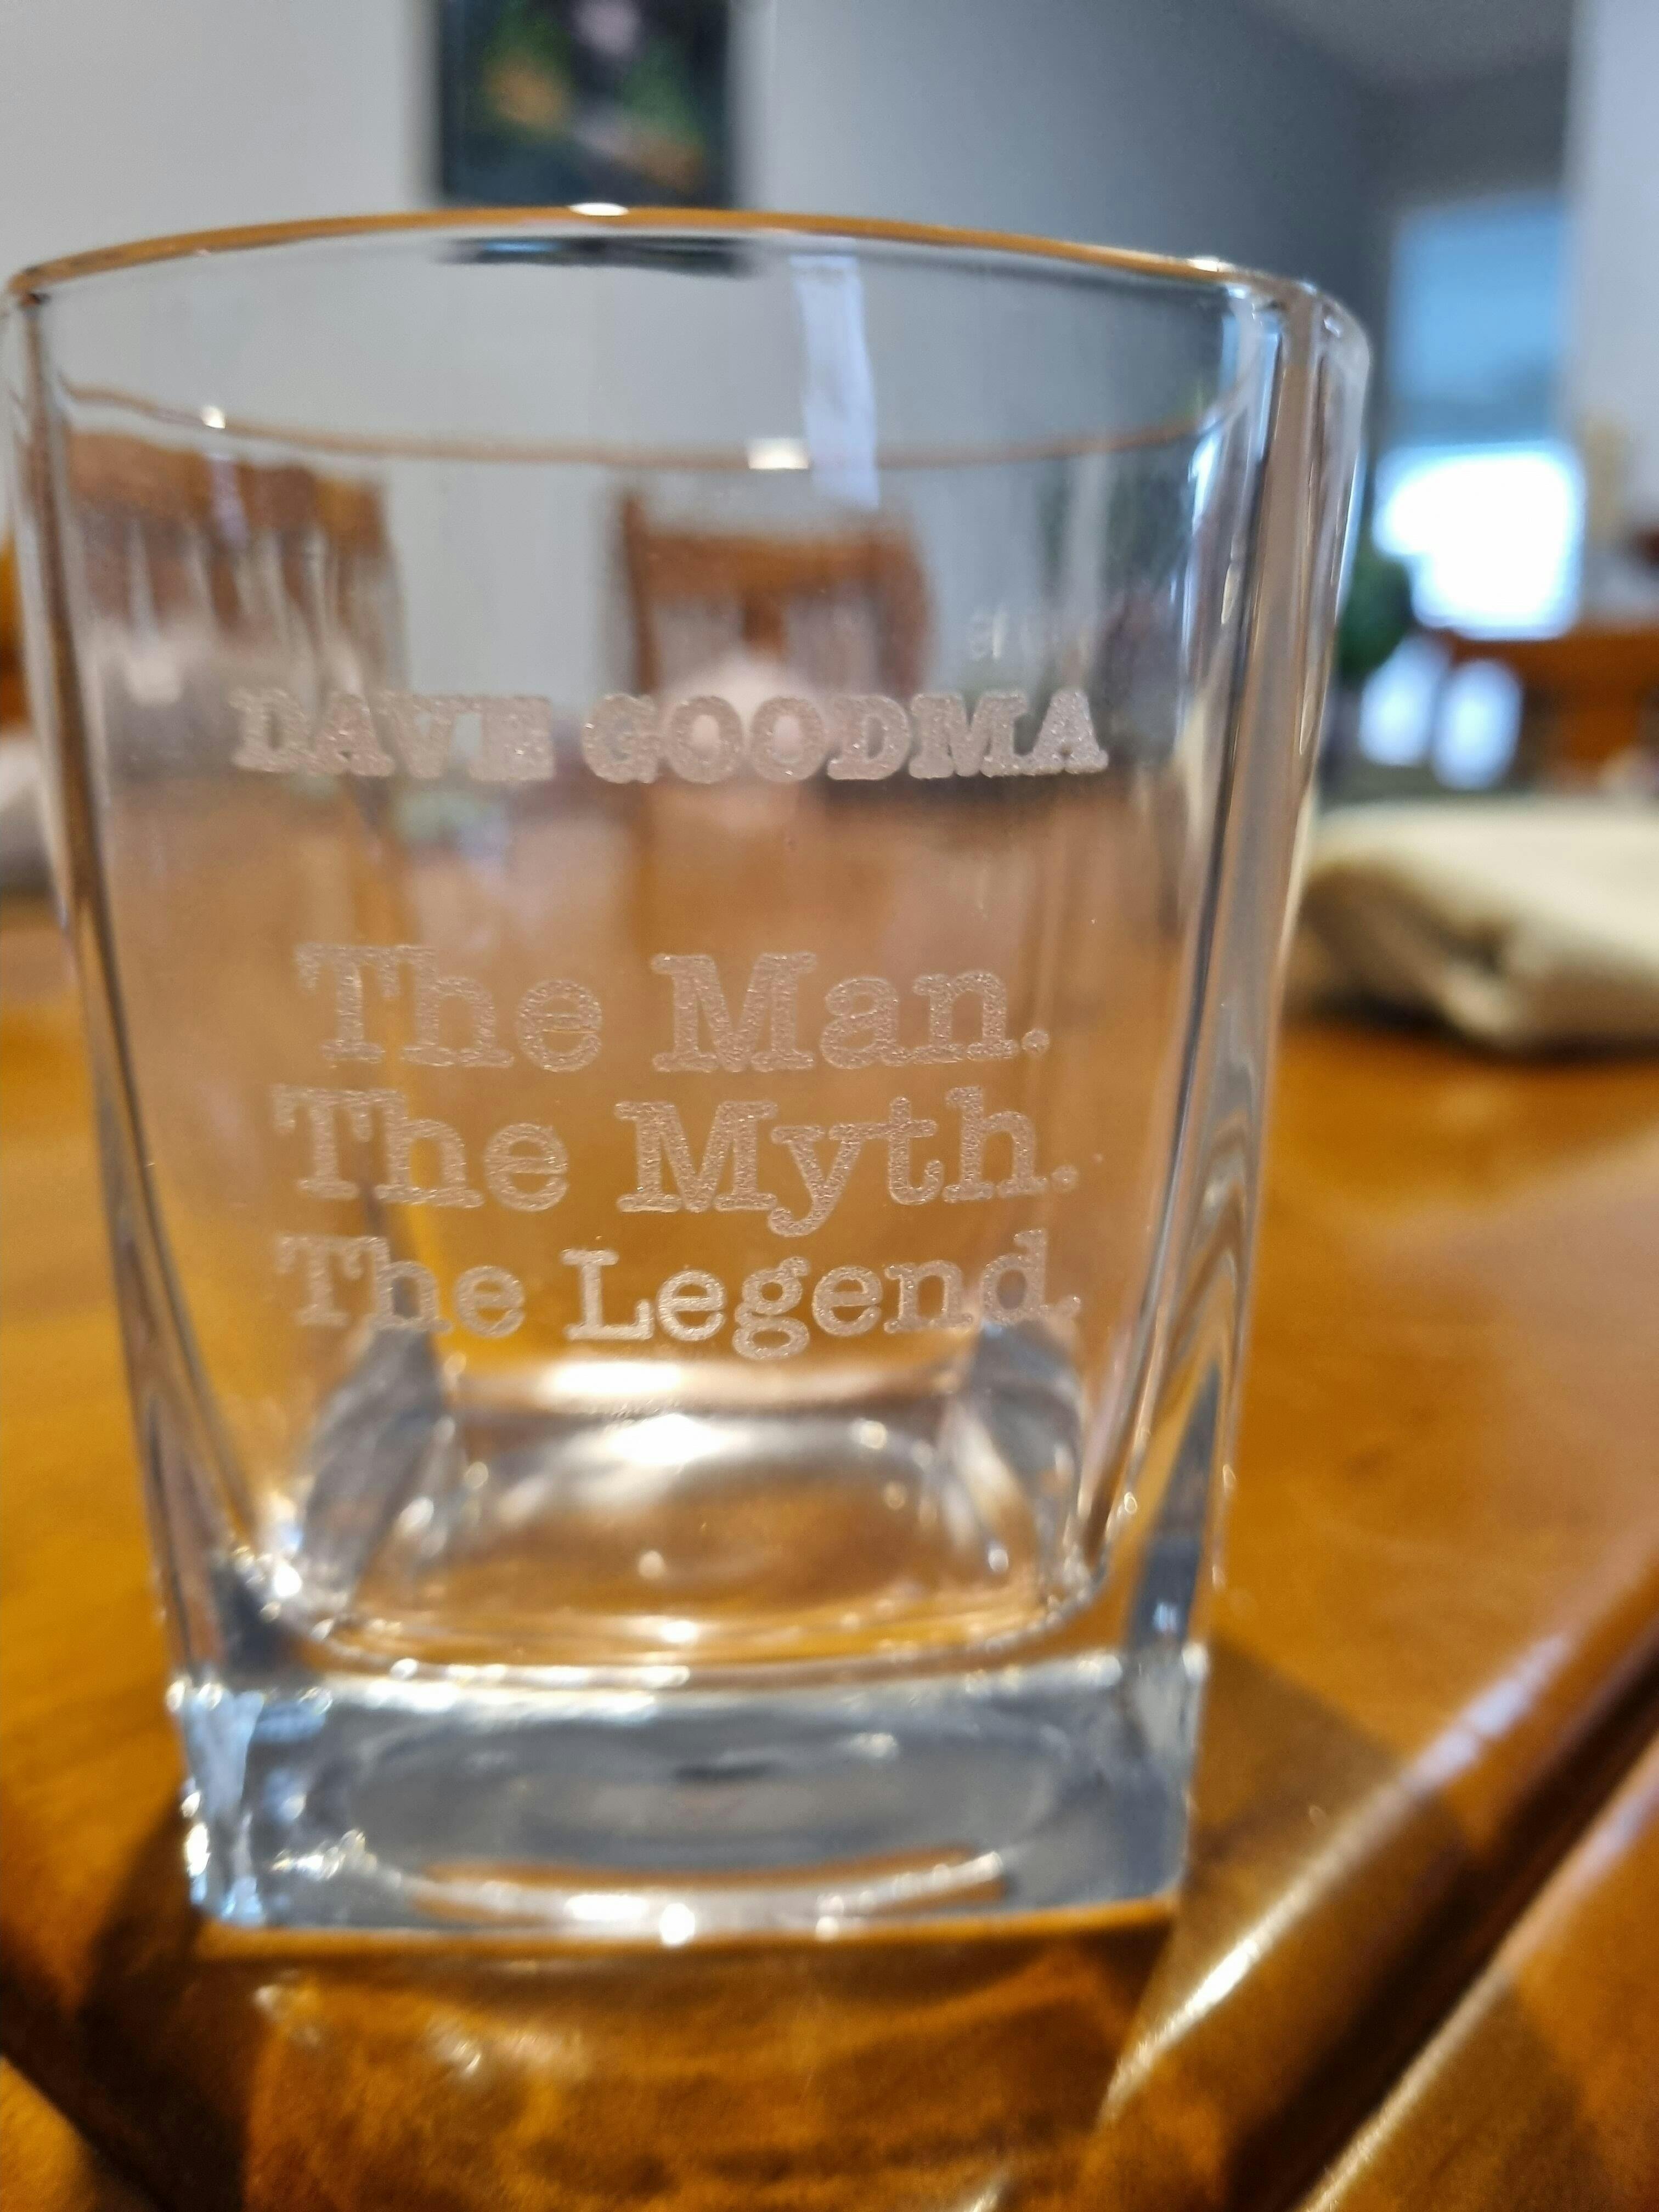 DAVE GOODMA
The Man.
The Myth.
The Legend.